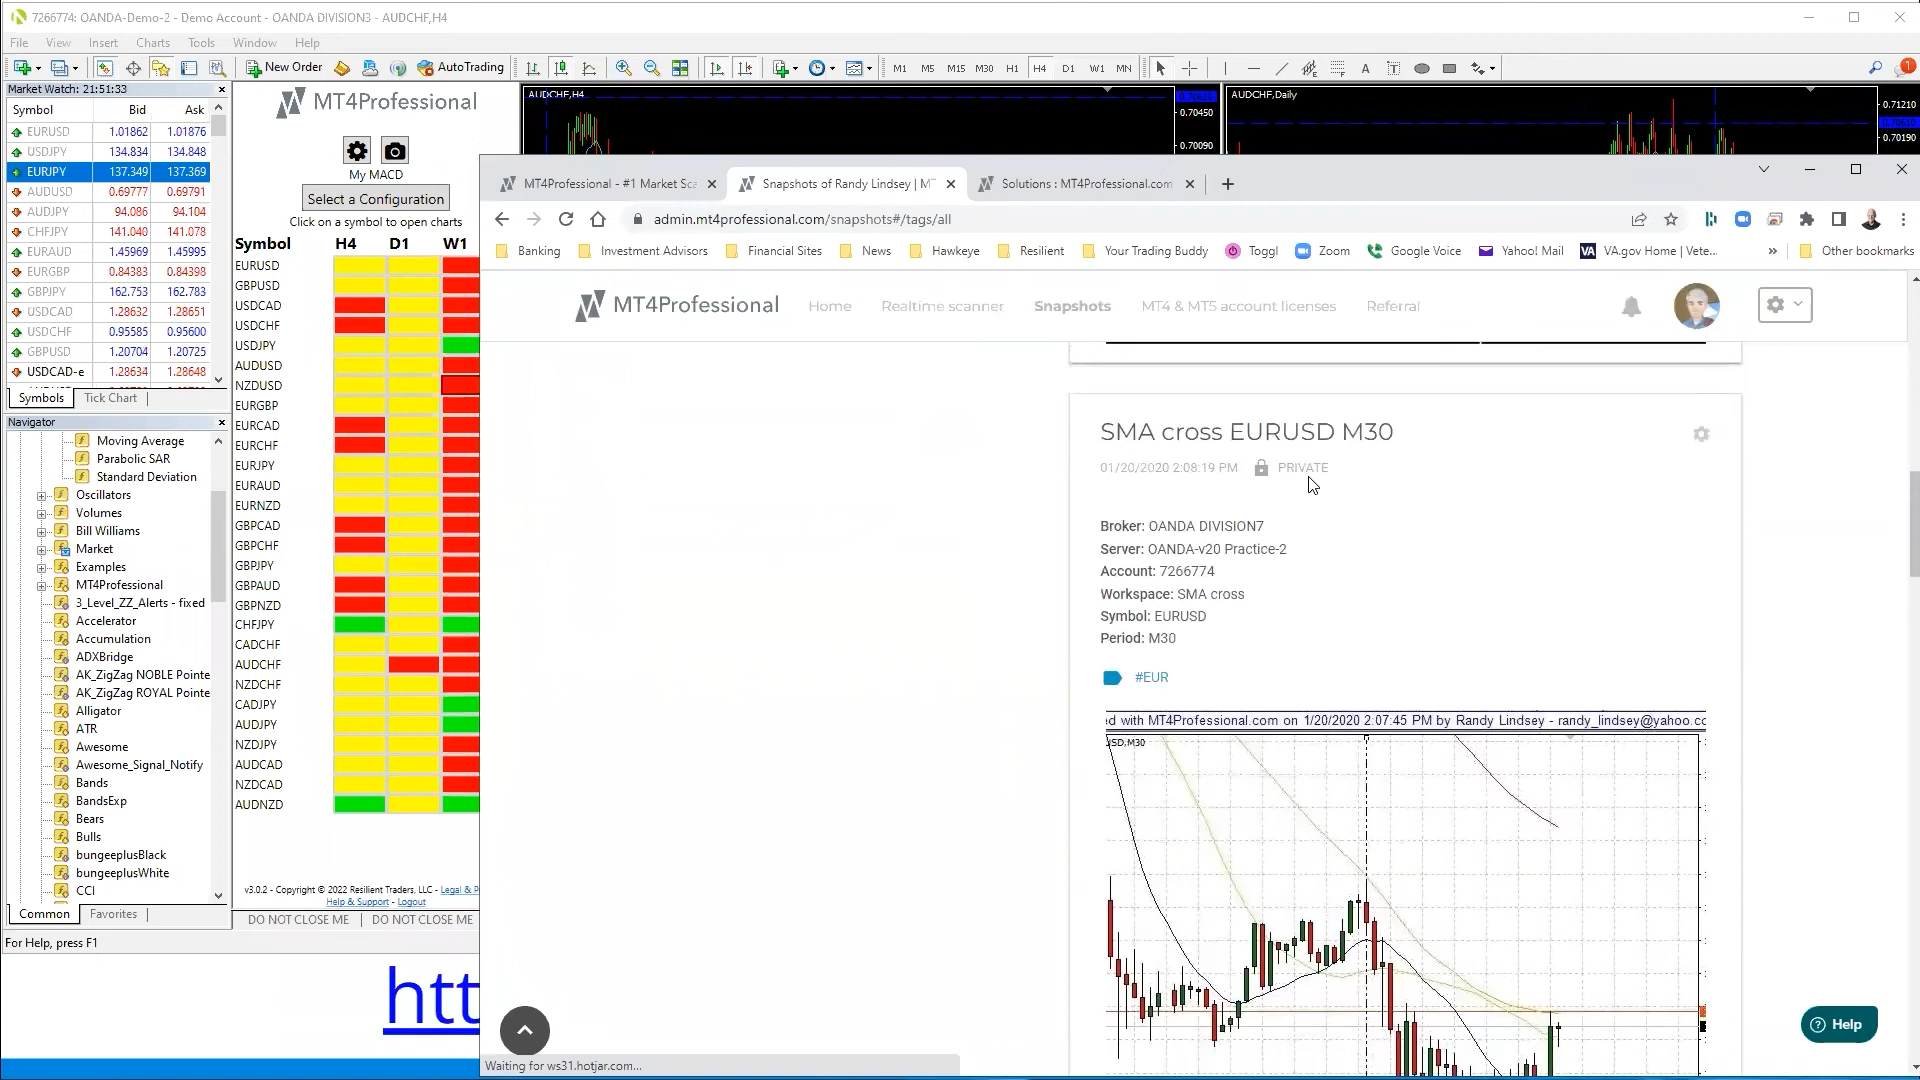 7266774: OANDA-Demo-2 - Demo Account - OANDA DIVISION3 - AUDCHF,H4
File View Insert Charts Tools Window Help
New Order AutoTrading M1 M5 M15 M30 H1 H4 D1 W1 MN A T 1
Market Watch: 21:51:33
Symbol Bid Ask
EURUSD 1.01862 1.01876
USDJPY 134.834 134.848
EURJPY 137.349 137.369
AUDUSD 0.69777 0.69791
AUDJPY 94.086 94.104
CHFJPY 141.040 141.078
EURAUD 1.45969 1.45995
EURGBP 0.84383 0.84398
GBPJPY 162.753 162.783
USDCAD 1.28632 1.28651
USDCHF 0.95585 0.95600
GBPUSD 1.20704 1.20725
USDCAD-e 1.28634 1.28648
Symbols Tick Chart
Navigator
Moving Average
Parabolic SAR
Standard Deviation
Oscillators
Volumes
Bill Williams
Market
Examples
MT4Professional
3_Level_ZZ_Alerts - fixed
Accelerator
Accumulation
ADXBridge
AK_ZigZag NOBLE Pointe
AK_ZigZag ROYAL Pointe
Alligator
ATR
Awesome
Awesome_Signal_Notify
Bands
BandsExp
Bears
Bulls
bungeeplusBlack
bungeeplusWhite
CCI
Common Favorites
For Help, press F1
MT4Professional
My MACD
Select a Configuration
Click on a symbol to open charts
Symbol H4 D1 W1
EURUSD
GBPUSD
USDCAD
USDCHF
USDJPY
AUDUSD
NZDUSD
EURGBP
EURCAD
EURCHF
EURJPY
EURAUD
EURNZD
GBPCAD
GBPCHF
GBPJPY
GBPAUD
GBPNZD
CHFJPY
CADCHF
AUDCHF
NZDCHF
CADJPY
AUDJPY
NZDJPY
AUDCAD
NZDCAD
AUDNZD
v3.0.2 - Copyright © 2022 Resilient Traders, LLC - Legal & P
Help & Support - Logout
DO NOT CLOSE ME DO NOT CLOSE ME
htt
AUDCHF,H4
0.70450
0.70090
AUDCHF,Daily
0.71210
0.70190
MT4Professional - #1 Market Sca
Snapshots of Randy Lindsey | MT
Solutions : MT4Professional.com
admin.mt4professional.com/snapshots#/tags/all
Banking Investment Advisors Financial Sites News Hawkeye Resilient Your Trading Buddy Toggl Zoom Google Voice Yahoo! Mail VA VA.gov Home | Vete... » Other bookmarks
MT4Professional Home Realtime scanner Snapshots MT4 & MT5 account licenses Referral
SMA cross EURUSD M30
01/20/2020 2:08:19 PM PRIVATE
Broker: OANDA DIVISION7
Server: OANDA-v20 Practice-2
Account: 7266774
Workspace: SMA cross
Symbol: EURUSD
Period: M30
#EUR
ed with MT4Professional.com on 1/20/2020 2:07:45 PM by Randy Lindsey - randy_lindsey@yahoo.cc
SD,M30
Help
Waiting for ws31.hotjar.com...